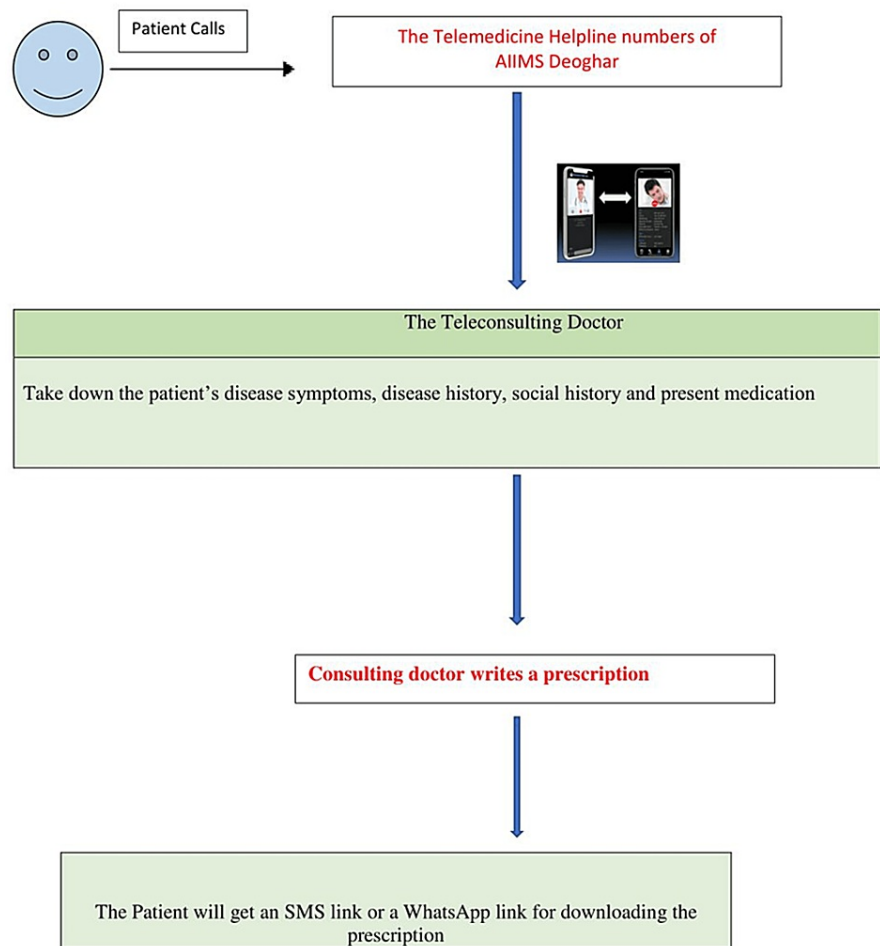 Patient Calls
The Telemedicine Helpline numbers of
AIIMS Deoghar
The Teleconsulting Doctor
Take down the patient’s disease symptoms, disease history, social history and present medication
Consulting doctor writes a prescription
The Patient will get an SMS link or a WhatsApp link for downloading the
prescription